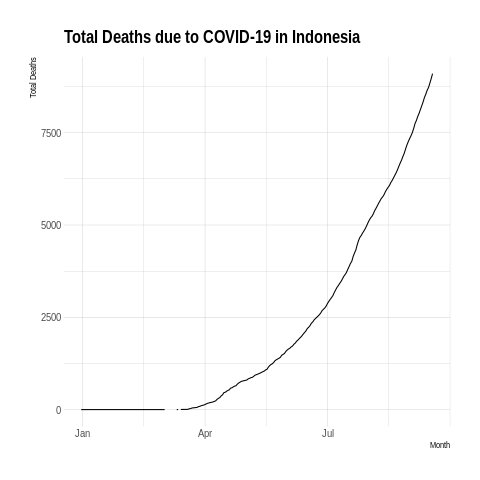 Total Deaths due to COVID-19 in Indonesia
Total Deaths
7500
5000
2500
0
Jan Apr Jul
Month